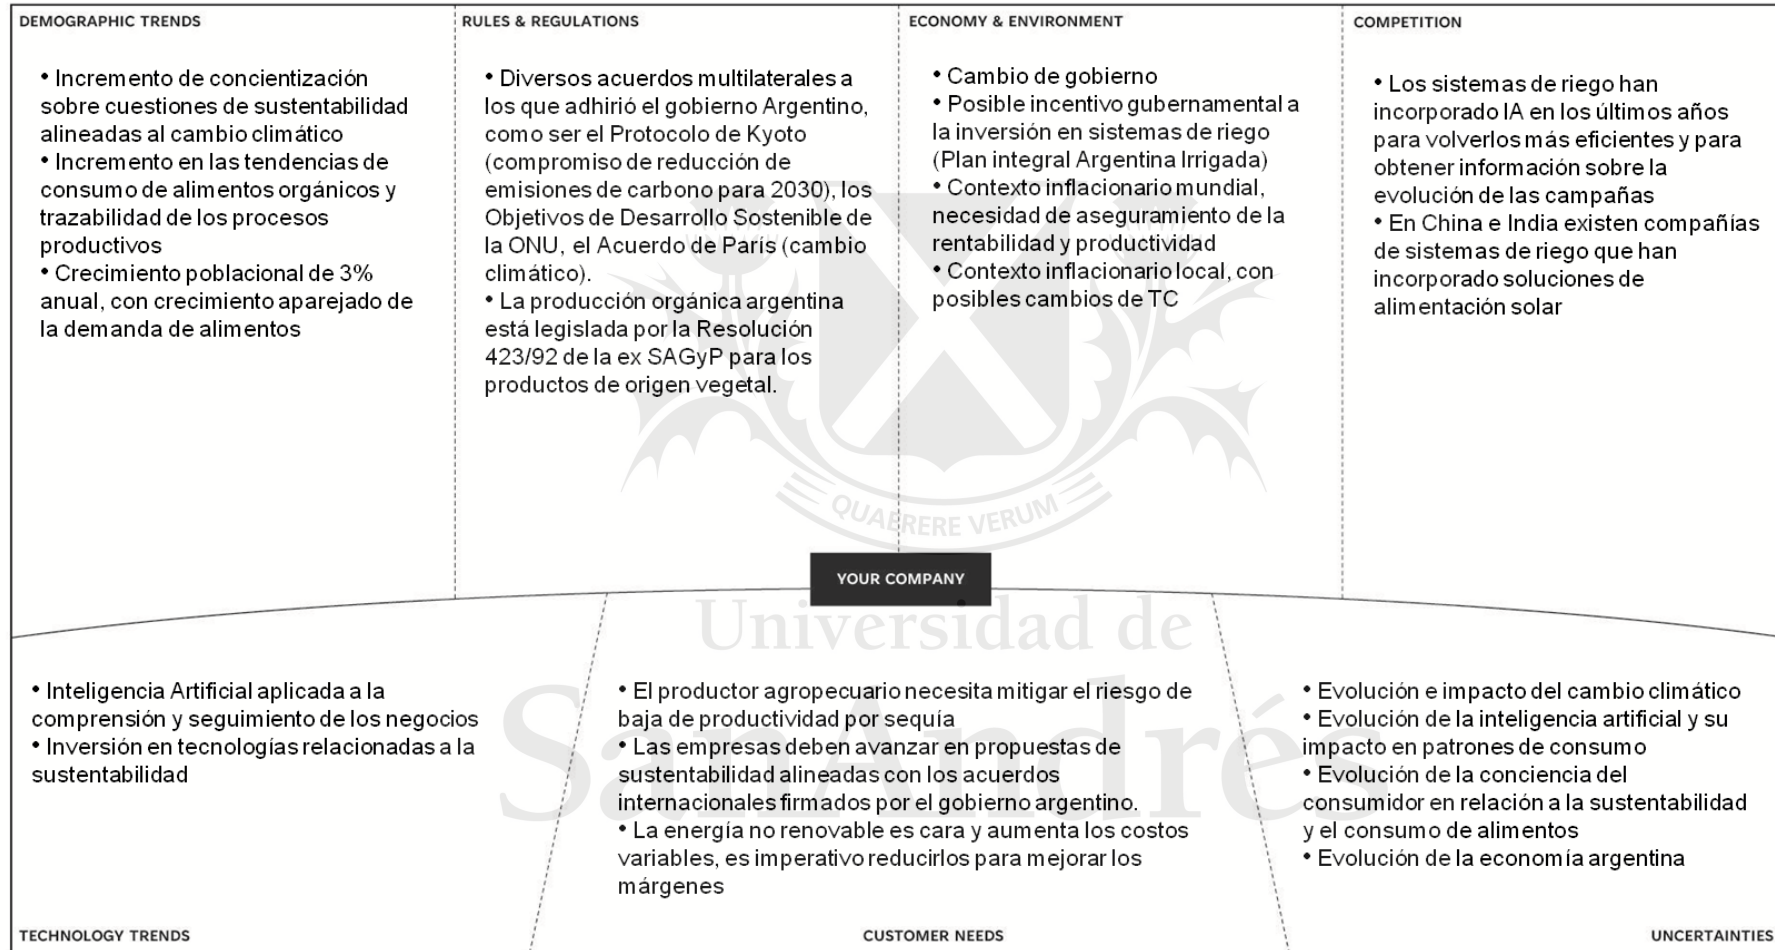 DEMOGRAPHIC TRENDS
• Incremento de concientización
sobre cuestiones de sustentabilidad
alineadas al cambio climático
• Incremento en las tendencias de
consumo de alimentos orgánicos y
trazabilidad de los procesos
productivos
• Crecimiento poblacional de 3%
anual, con crecimiento aparejado de
la demanda de alimentos
RULES & REGULATIONS
• Diversos acuerdos multilaterales a
los que adhirió el gobierno Argentino,
como ser el Protocolo de Kyoto
(compromiso de reducción de
emisiones de carbono para 2030), los
Objetivos de Desarrollo Sostenible de
la ONU, el Acuerdo de París (cambio
climático).
• La producción orgánica argentina
está legislada por la Resolución
423/92 de la ex SAGyP para los
productos de origen vegetal.
ECONOMY & ENVIRONMENT
• Cambio de gobierno
• Posible incentivo gubernamental a
la inversión en sistemas de riego
(Plan integral Argentina Irrigada)
• Contexto inflacionario mundial,
necesidad de aseguramiento de la
rentabilidad y productividad
• Contexto inflacionario local, con
posibles cambios de TC
COMPETITION
• Los sistemas de riego han
incorporado IA en los últimos años
para volverlos más eficientes y para
obtener información sobre la
evolución de las campañas
• En China e India existen compañías
de sistemas de riego que han
incorporado soluciones de
alimentación solar
QUAERERE VERUM
YOUR COMPANY
Universidad de
SanAndrés
• Inteligencia Artificial aplicada a la
comprensión y seguimiento de los negocios
• Inversión en tecnologías relacionadas a la
sustentabilidad
TECHNOLOGY TRENDS
• El productor agropecuario necesita mitigar el riesgo de
baja de productividad por sequía
• Las empresas deben avanzar en propuestas de
sustentabilidad alineadas con los acuerdos
internacionales firmados por el gobierno argentino.
• La energía no renovable es cara y aumenta los costos
variables, es imperativo reducirlos para mejorar los
márgenes
CUSTOMER NEEDS
• Evolución e impacto del cambio climático
• Evolución de la inteligencia artificial y su
impacto en patrones de consumo
• Evolución de la conciencia del
consumidor en relación a la sustentabilidad
y el consumo de alimentos
• Evolución de la economía argentina
UNCERTAINTIES